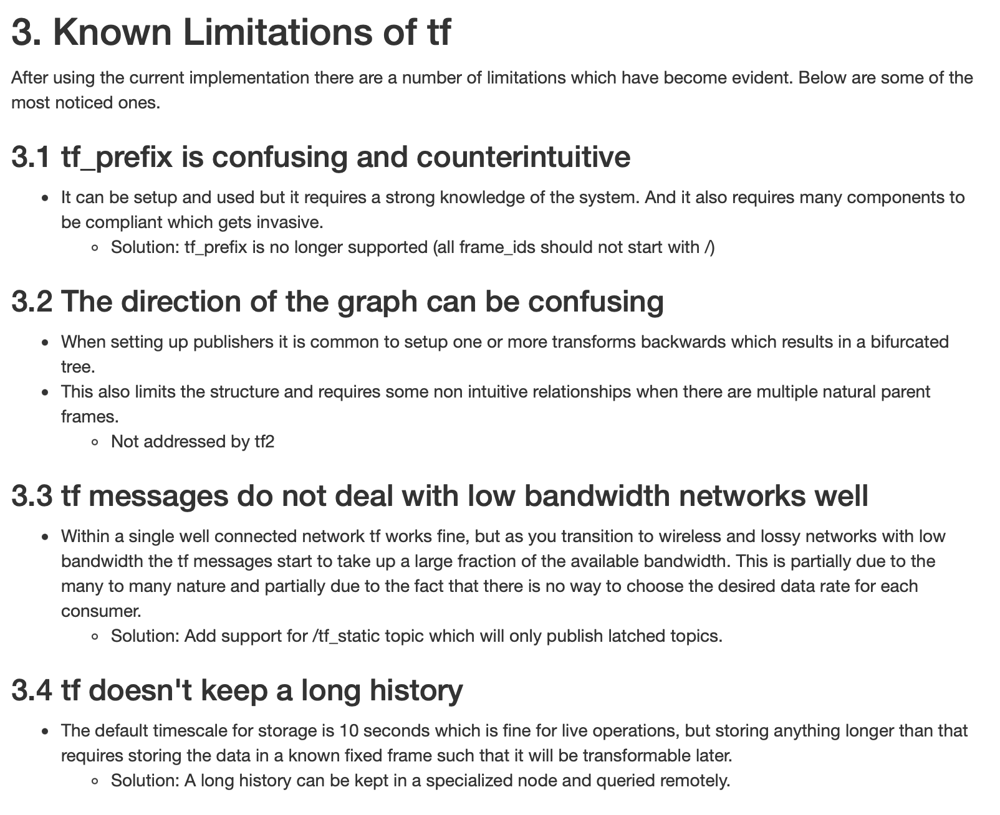 3. Known Limitations of tf
After using the current implementation there are a number of limitations which have become evident. Below are some of the
most noticed ones.
3.1 tf_prefix is confusing and counterintuitive
• It can be setup and used but it requires a strong knowledge of the system. And it also requires many components to
be compliant which gets invasive.
◦ Solution: tf_prefix is no longer supported (all frame_ids should not start with /)
3.2 The direction of the graph can be confusing
• When setting up publishers it is common to setup one or more transforms backwards which results in a bifurcated
tree.
• This also limits the structure and requires some non intuitive relationships when there are multiple natural parent
frames.
◦ Not addressed by tf2
3.3 tf messages do not deal with low bandwidth networks well
• Within a single well connected network tf works fine, but as you transition to wireless and lossy networks with low
bandwidth the tf messages start to take up a large fraction of the available bandwidth. This is partially due to the
many to many nature and partially due to the fact that there is no way to choose the desired data rate for each
consumer.
◦ Solution: Add support for /tf_static topic which will only publish latched topics.
3.4 tf doesn't keep a long history
• The default timescale for storage is 10 seconds which is fine for live operations, but storing anything longer than that
requires storing the data in a known fixed frame such that it will be transformable later.
◦ Solution: A long history can be kept in a specialized node and queried remotely.